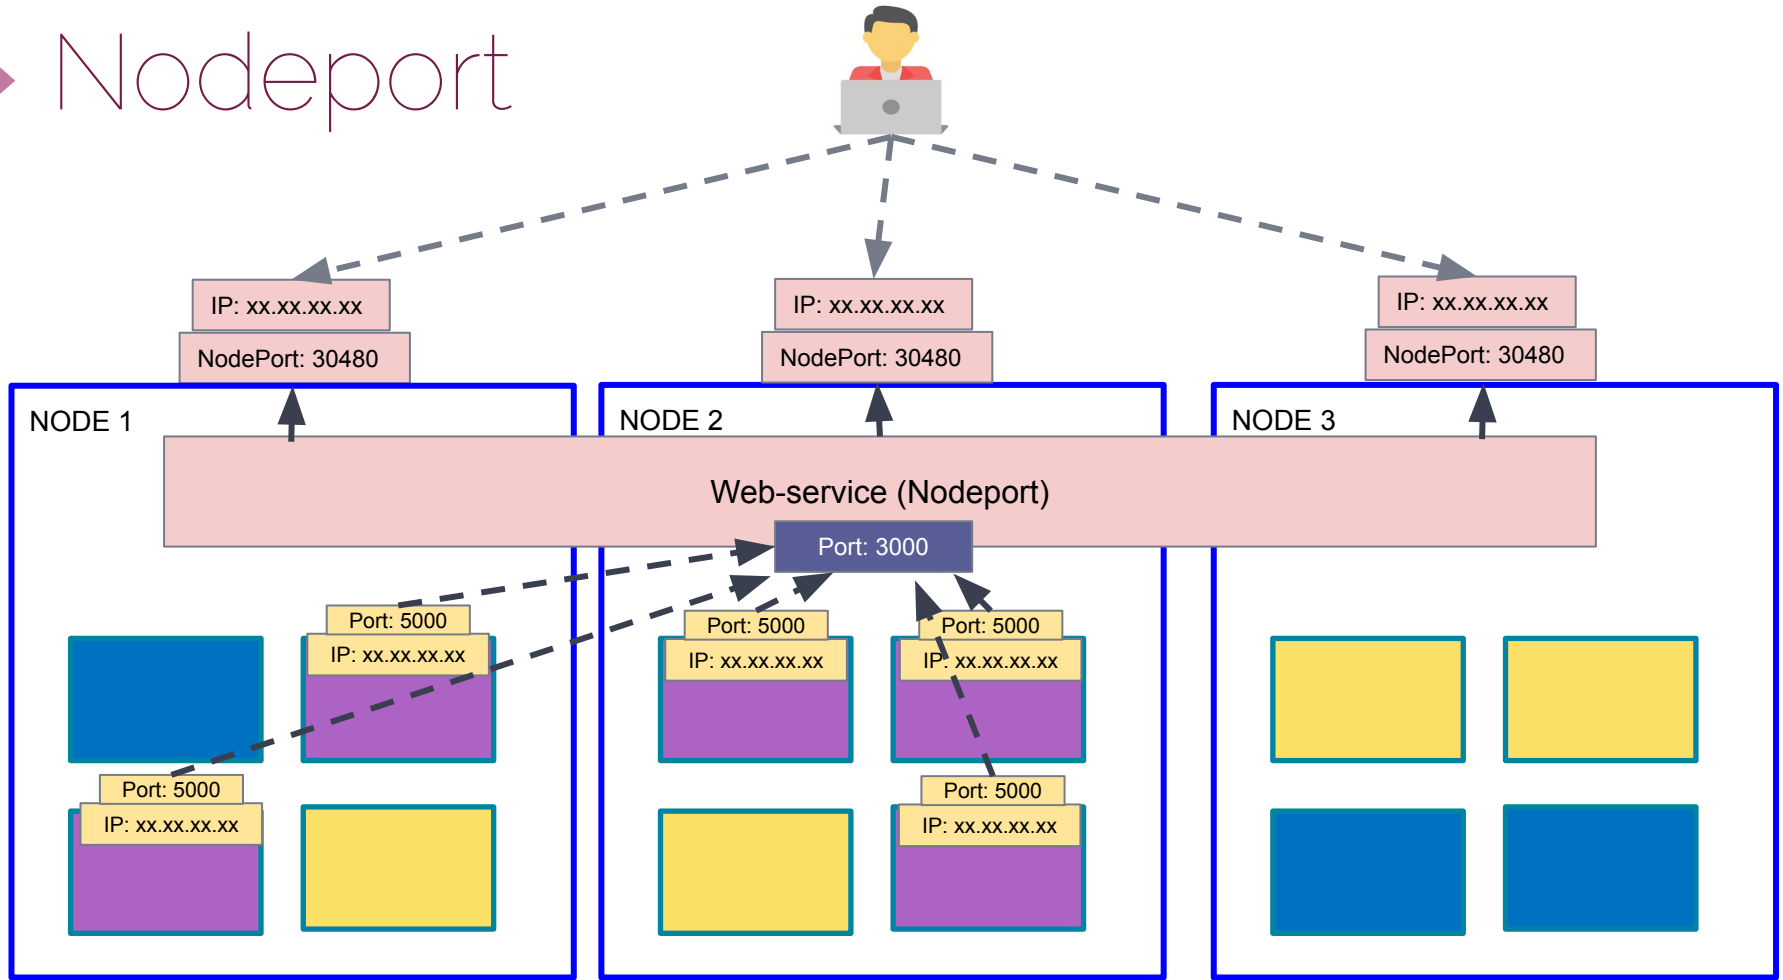 Nodeport
IP: xx.xx.xx.xx
IP: xx.xx.xx.xx
IP: xx.xx.xx.xx
NodePort: 30480
NodePort: 30480
NodePort: 30480
NODE 1
NODE 2
NODE 3
Web-service (Nodeport)
Port: 3000
Port: 5000
IP: xx.xx.xx.xx
Port: 5000
IP: xx.xx.xx.xx
Port: 5000
IP: xx.xx.xx.xx
Port: 5000
IP: xx.xx.xx.xx
Port: 5000
IP: xx.xx.xx.xx